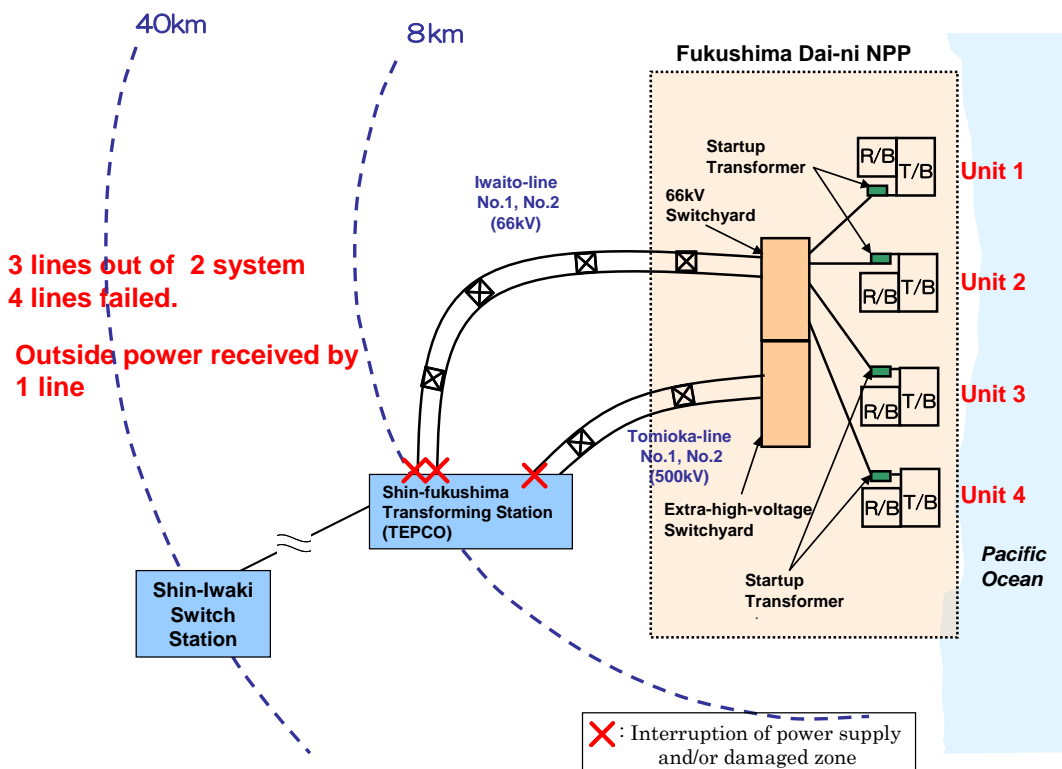 40km
8km
Fukushima Dai-ni NPP
Startup
Transformer
R/B
T/B
Unit 1
Iwaito-line
No.1, No.2
(66kV)
66kV
Switchyard
3 lines out of  2 system
4 lines failed.
R/B
T/B
Unit 2
Outside power received by
1 line
R/B
T/B
Unit 3
Tomioka-line
No.1, No.2
(500kV)
Shin-fukushima
Transforming Station
(TEPCO)
Extra-high-voltage
Switchyard
R/B
T/B
Unit 4
Pacific
Ocean
Shin-Iwaki
Switch
Station
Startup
Transformer
: Interruption of power supply
and/or damaged zone